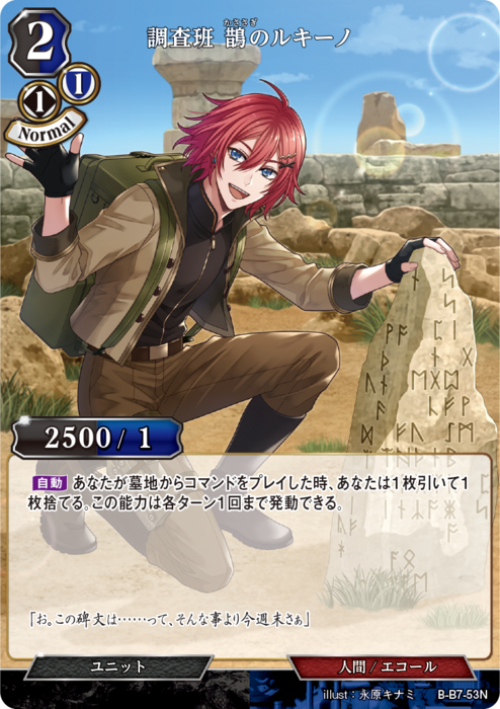 2
調査班 鵲のルキーノ
かささぎ
1
1
Normal
2500 / 1
自動 あなたが墓地からコマンドをプレイした時、あなたは1枚引いて1
枚捨てる。この能力は各ターン1回まで発動できる。
「お。この碑文は……って、そんな事より今週末さぁ」
ユニット
人間 / エコール
illust：永原キナミ
B-B7-53N